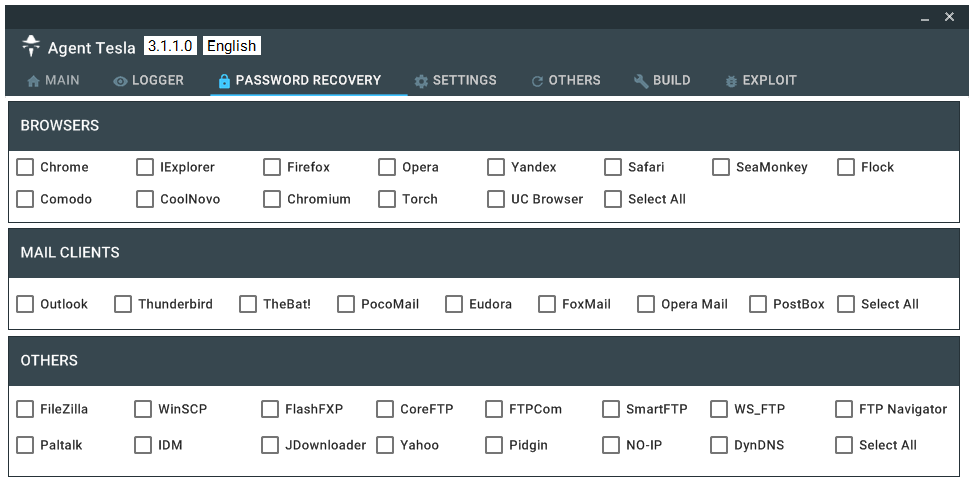 Agent Tesla 3.1.1.0 English
MAIN LOGGER PASSWORD RECOVERY SETTINGS OTHERS BUILD EXPLOIT
BROWSERS
Chrome IExplorer Firefox Opera Yandex Safari SeaMonkey Flock
Comodo CoolNovo Chromium Torch UC Browser Select All
MAIL CLIENTS
Outlook Thunderbird TheBat! PocoMail Eudora FoxMail Opera Mail PostBox Select All
OTHERS
FileZilla WinSCP FlashFXP CoreFTP FTPCom SmartFTP WS_FTP FTP Navigator
Paltalk IDM JDownloader Yahoo Pidgin NO-IP DynDNS Select All